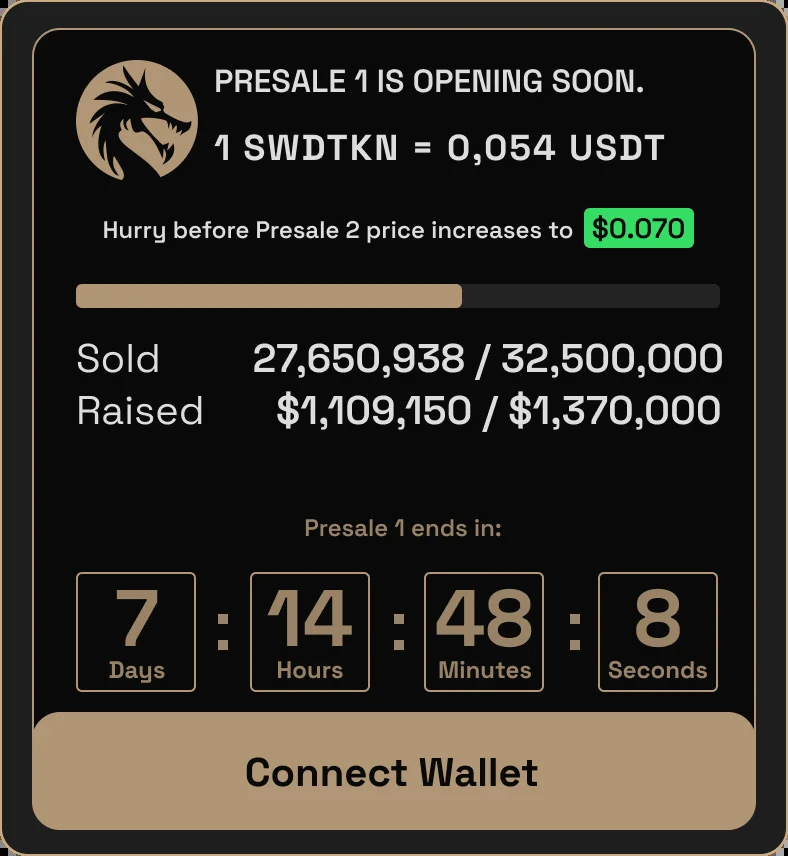 PRESALE 1 IS OPENING SOON.
1 SWDTKN = 0,054 USDT
Hurry before Presale 2 price increases to $0.070
Sold 27,650,938 / 32,500,000
Raised $1,109,150 / $1,370,000
Presale 1 ends in:
7 : 14 : 48 : 8
Days Hours Minutes Seconds
Connect Wallet